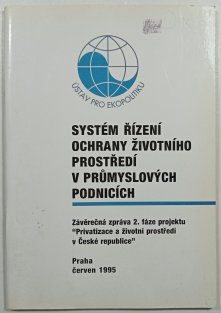 ÚSTAV PRO EKOPOLITIKU
SYSTÉM ŘÍZENÍ
OCHRANY ŽIVOTNÍHO
PROSTŘEDÍ
V PRŮMYSLOVÝCH
PODNICÍCH
Závěrečná zpráva 2. fáze projektu
"Privatizace a životní prostředí
v České republice"
Praha
červen 1995